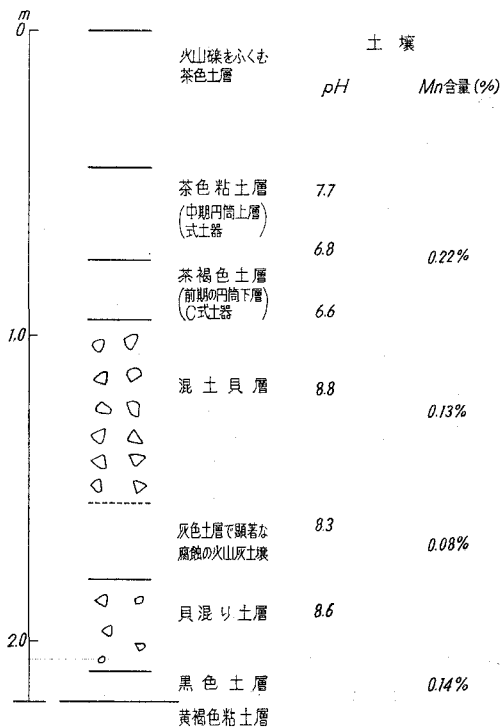 m
0
土壌
火山礫をふくむ
茶色土層
pH
Mn含量(%)
茶色粘土層
7.7
(中期円筒上層
式土器)
6.8
0.22%
茶褐色土層
(前期の円筒下層
C式土器)
6.6
1.0
混土貝層
8.8
0.13%
灰色土層で顕著な
腐蝕の火山灰土壌
8.3
0.08%
貝混り土層
8.6
2.0
黒色土層
0.14%
黄褐色粘土層